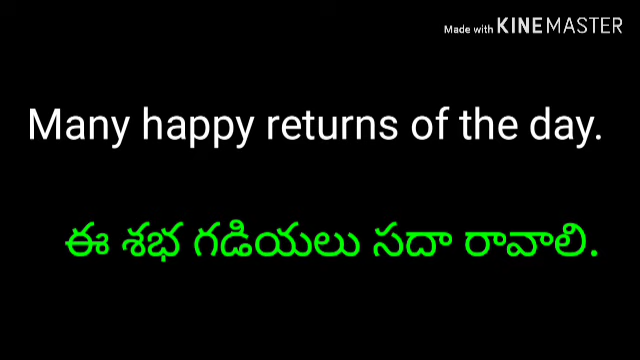 Made with KINEMASTER
Many happy returns of the day.
ఈ శభ గడియలు సదా రావాలి.